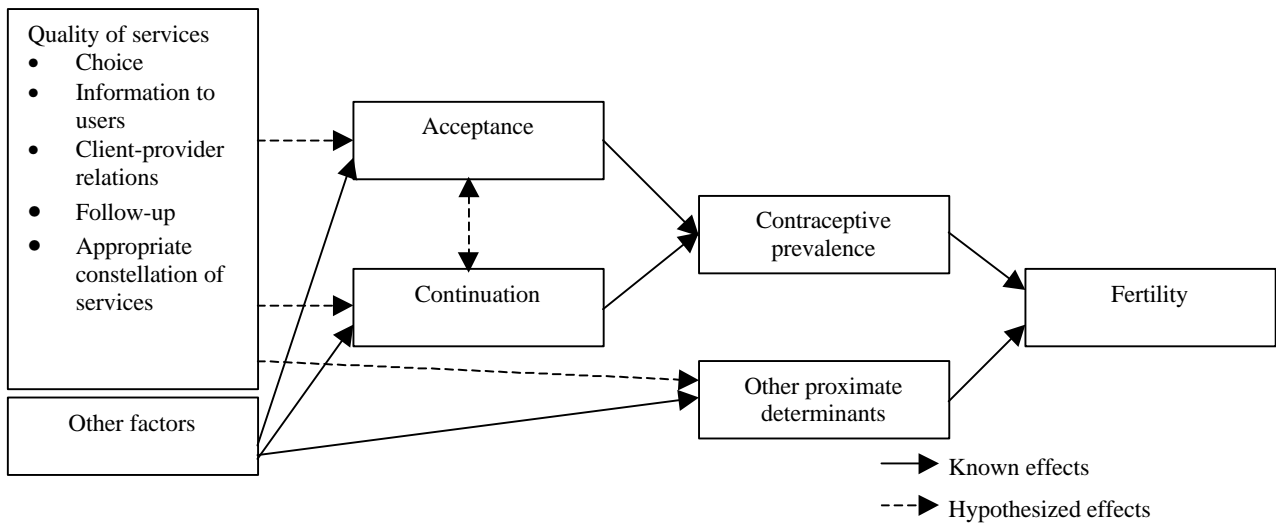 Quality of services
• Choice
• Information to
users
• Client-provider
relations
• Follow-up
• Appropriate
constellation of
services
Other factors
Acceptance
Continuation
Contraceptive
prevalence
Other proximate
determinants
Fertility
Known effects
Hypothesized effects